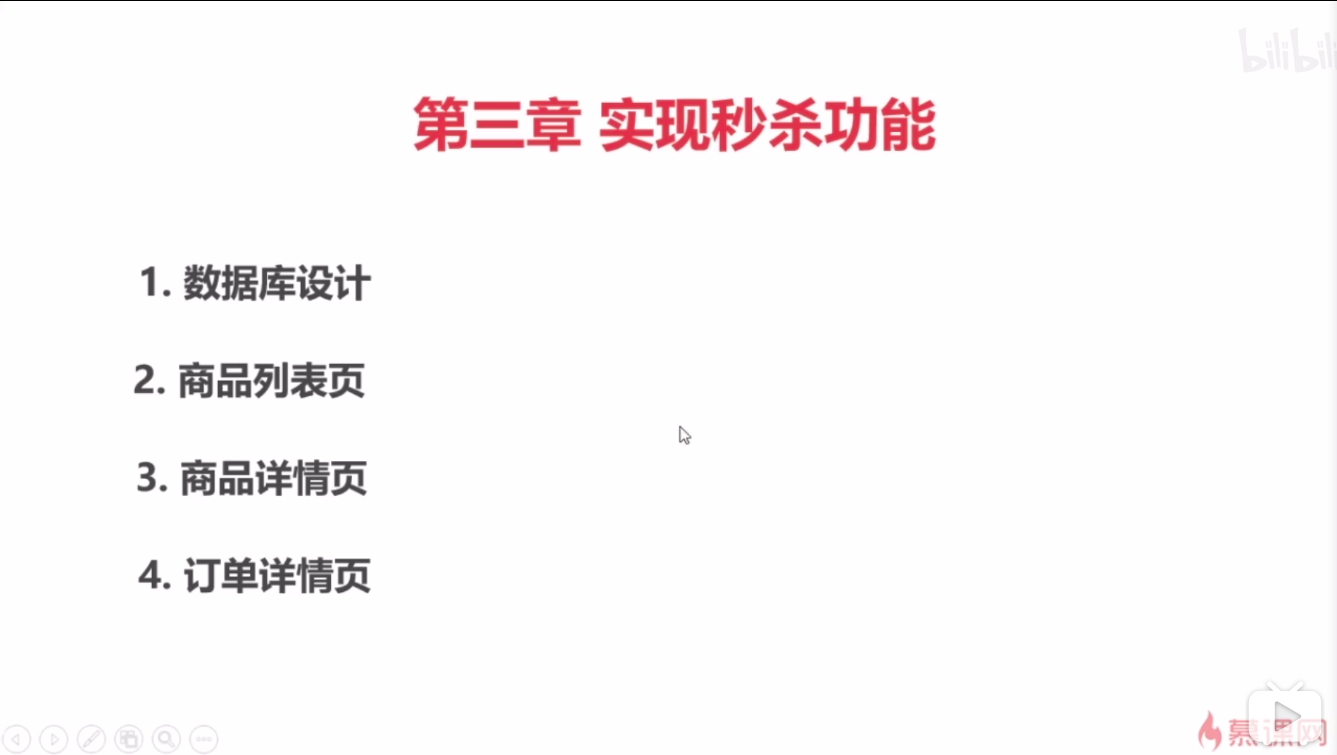 bilibili
第三章 实现秒杀功能
1. 数据库设计
2. 商品列表页
3. 商品详情页
4. 订单详情页
慕课网